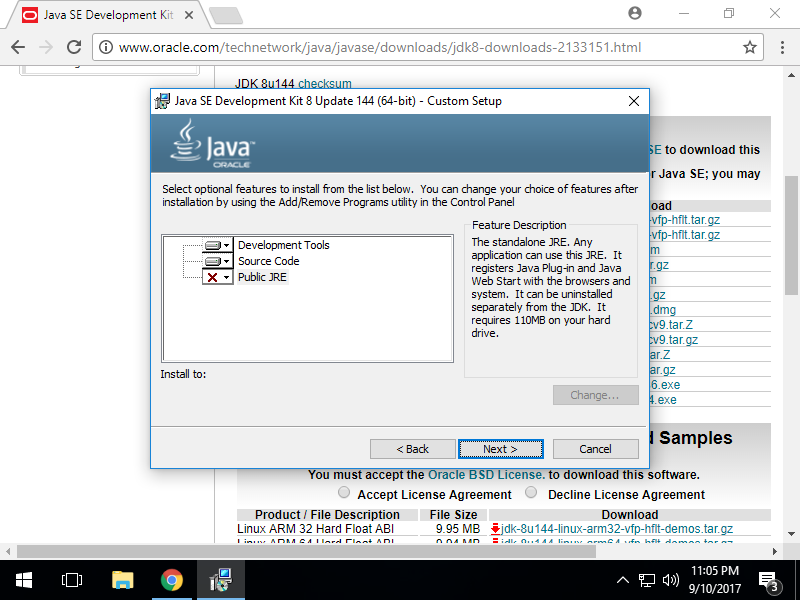 Java SE Development Kit
www.oracle.com/technetwork/java/javase/downloads/jdk8-downloads-2133151.html
JDK 8u144 checksum
Java SE Development Kit 8 Update 144 (64-bit) - Custom Setup
Java
ORACLE
SE to download this
Java SE; you may
Select optional features to install from the list below. You can change your choice of features after
installation by using the Add/Remove Programs utility in the Control Panel
Development Tools
Source Code
Public JRE
Feature Description
The standalone JRE. Any
application can use this JRE. It
registers Java Plug-in and Java
Web Start with the browsers and
system. It can be uninstalled
separately from the JDK. It
requires 110MB on your hard
drive.
Install to:
Change...
< Back
Next >
Cancel
oad
-vfp-hflt.tar.gz
-vfp-hflt.tar.gz
m
r.gz
m
.gz
.dmg
cv9.tar.Z
cv9.tar.gz
ar.Z
ar.gz
6.exe
4.exe
d Samples
You must accept the Oracle BSD License. to download this software.
Accept License Agreement Decline License Agreement
Product / File Description File Size Download
Linux ARM 32 Hard Float ABI 9.95 MB jdk-8u144-linux-arm32-vfp-hflt-demos.tar.gz
Linux ARM 64 Hard Float ABI 9.94 MB jdk-8u144-linux-arm64-vfp-hflt-demos.tar.gz
11:05 PM
9/10/2017
3